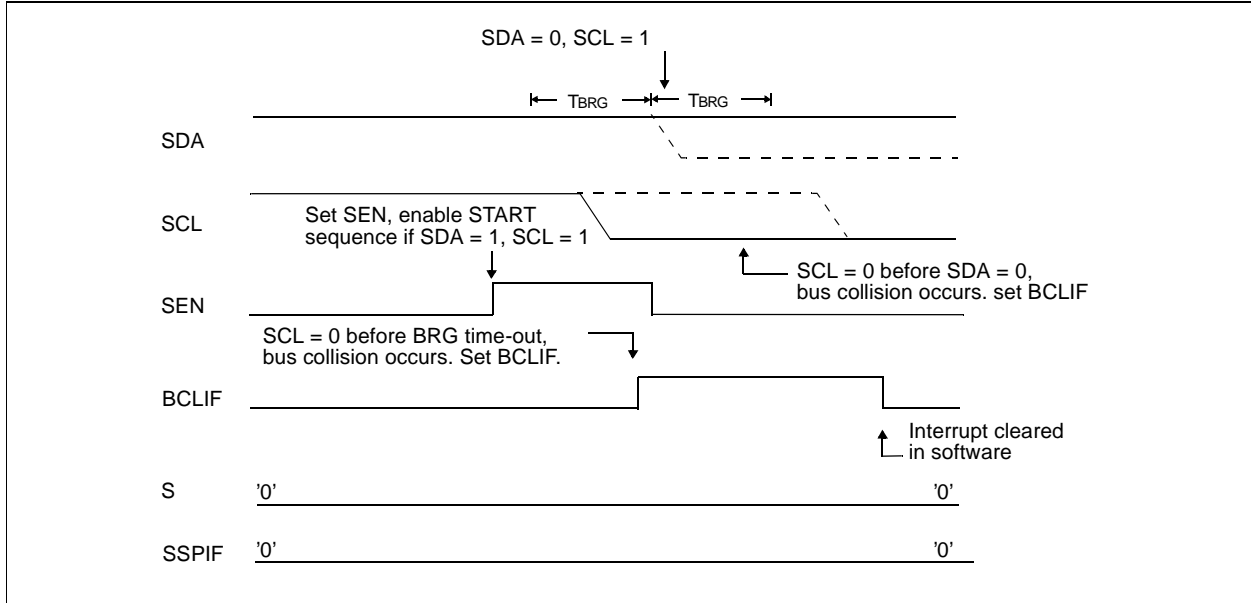 SDA = 0, SCL = 1
TBRG TBRG
SDA
SCL
Set SEN, enable START
sequence if SDA = 1, SCL = 1
SCL = 0 before SDA = 0,
bus collision occurs. set BCLIF
SEN
SCL = 0 before BRG time-out,
bus collision occurs. Set BCLIF.
BCLIF
Interrupt cleared
in software
S '0' '0'
SSPIF '0' '0'